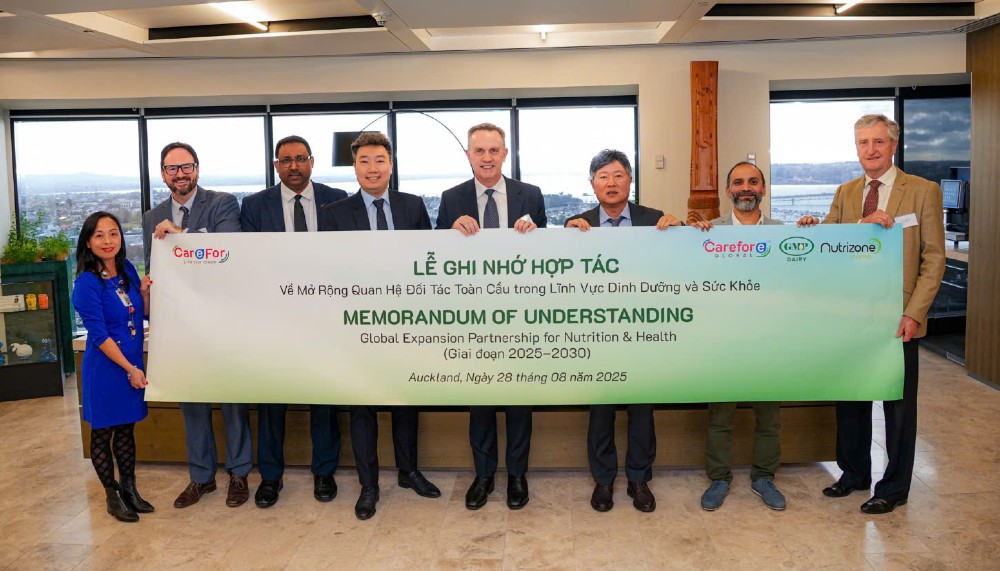 CareFor
LỄ GHI NHỚ HỢP TÁC
Về Mở Rộng Quan Hệ Đối Tác Toàn Cầu trong Lĩnh Vực Dinh Dưỡng và Sức Khỏe
MEMORANDUM OF UNDERSTANDING
Global Expansion Partnership for Nutrition & Health
(Giai đoạn 2025–2030)
Auckland, Ngày 28 tháng 08 năm 2025
Carefore
GLOBAL
GMP
DAIRY
Nutrizone